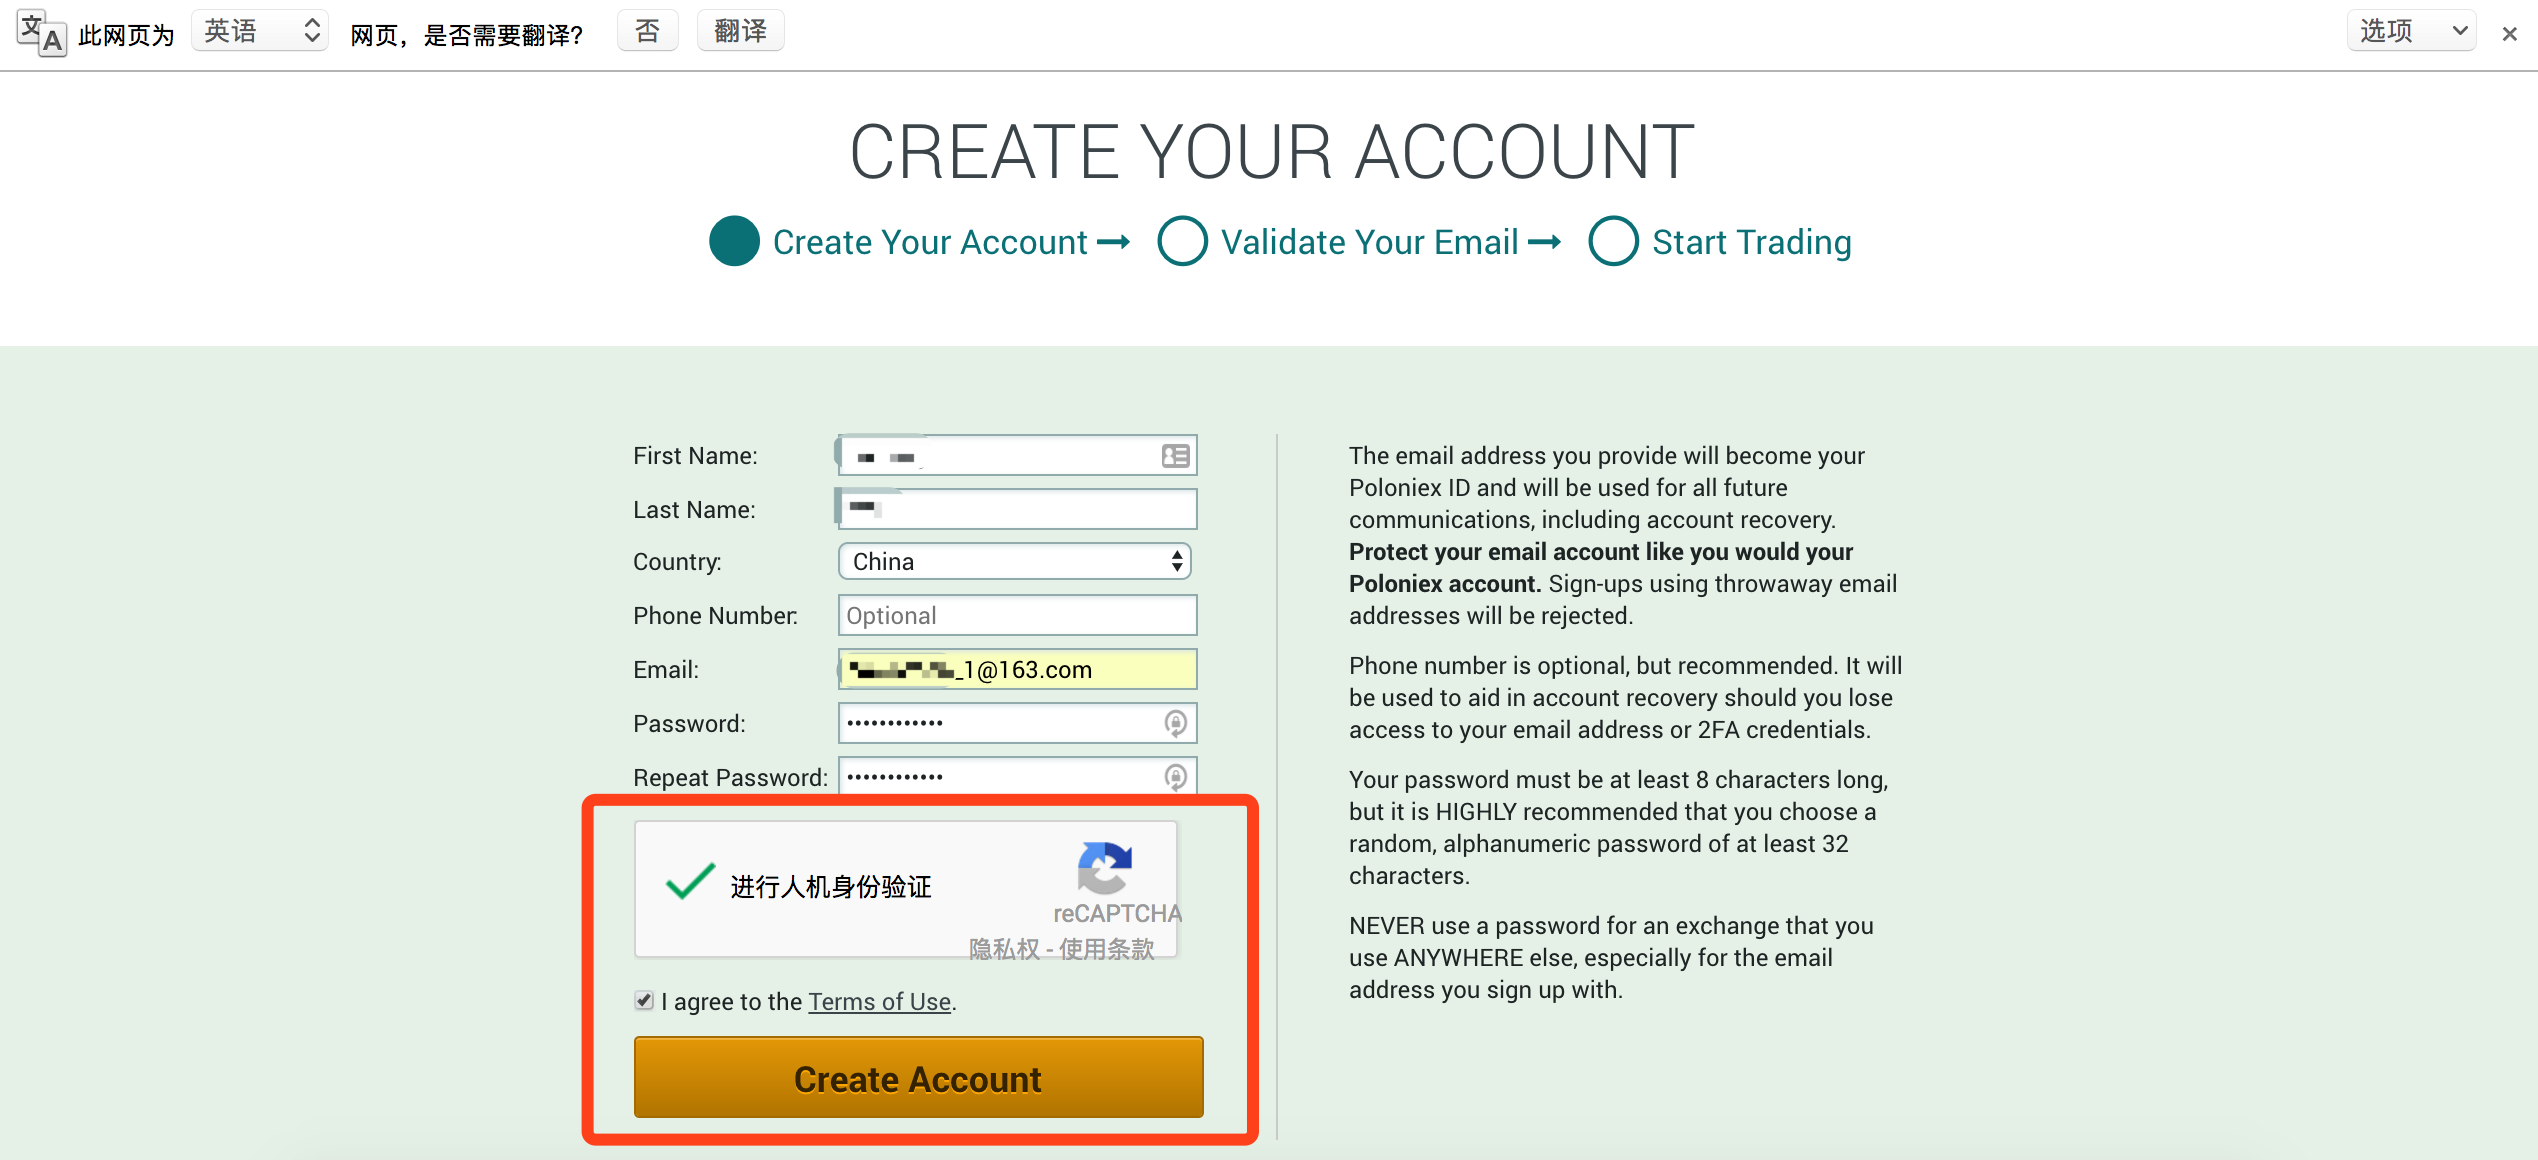 文A 此网页为 英语 网页，是否需要翻译? 否 翻译 选项 ×
CREATE YOUR ACCOUNT
Create Your Account → Validate Your Email → Start Trading
First Name:
Last Name:
Country: China
Phone Number: Optional
Email: _1@163.com
Password: ••••••••••••
Repeat Password: ••••••••••••
进行人机身份验证
reCAPTCHA
隐私权 - 使用条款
I agree to the Terms of Use.
Create Account
The email address you provide will become your
Poloniex ID and will be used for all future
communications, including account recovery.
Protect your email account like you would your
Poloniex account. Sign-ups using throwaway email
addresses will be rejected.
Phone number is optional, but recommended. It will
be used to aid in account recovery should you lose
access to your email address or 2FA credentials.
Your password must be at least 8 characters long,
but it is HIGHLY recommended that you choose a
random, alphanumeric password of at least 32
characters.
NEVER use a password for an exchange that you
use ANYWHERE else, especially for the email
address you sign up with.